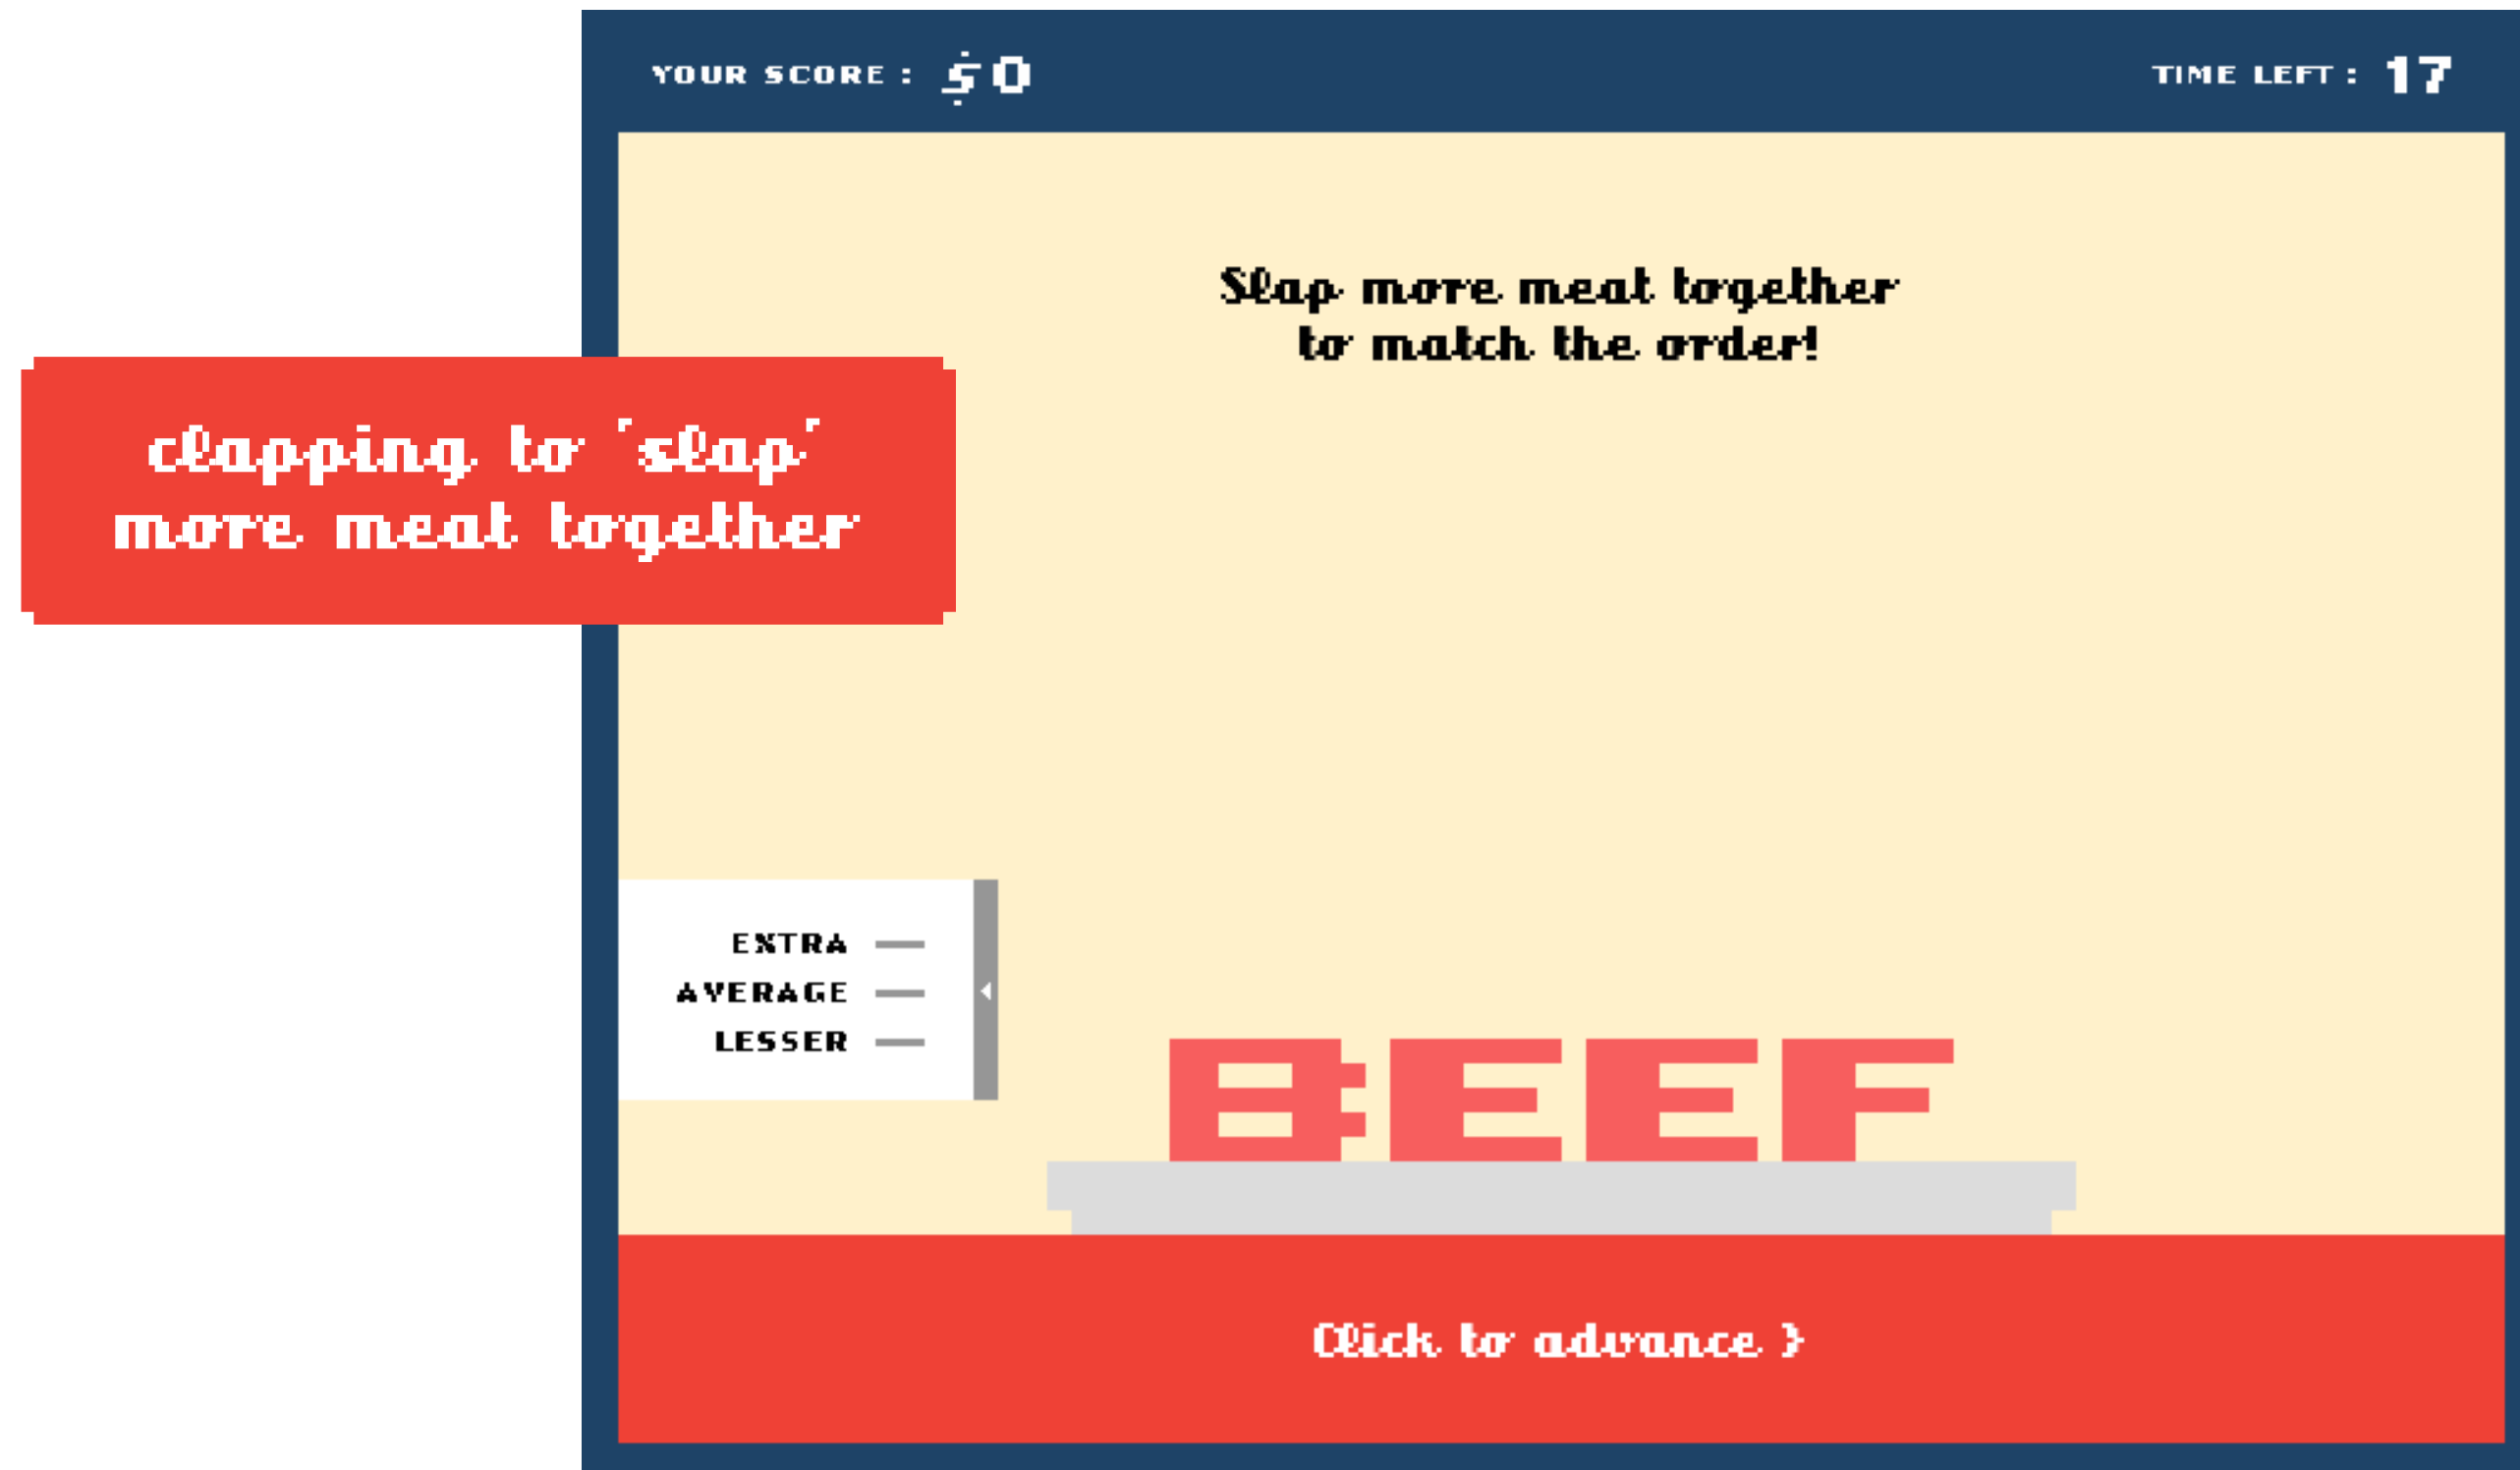 YOUR SCORE : $0
TIME LEFT : 17
Slap more meat together
to match the order!
clapping to 'slap'
more meat together
EXTRA
AVERAGE
LESSER
BEEF
Click to advance }